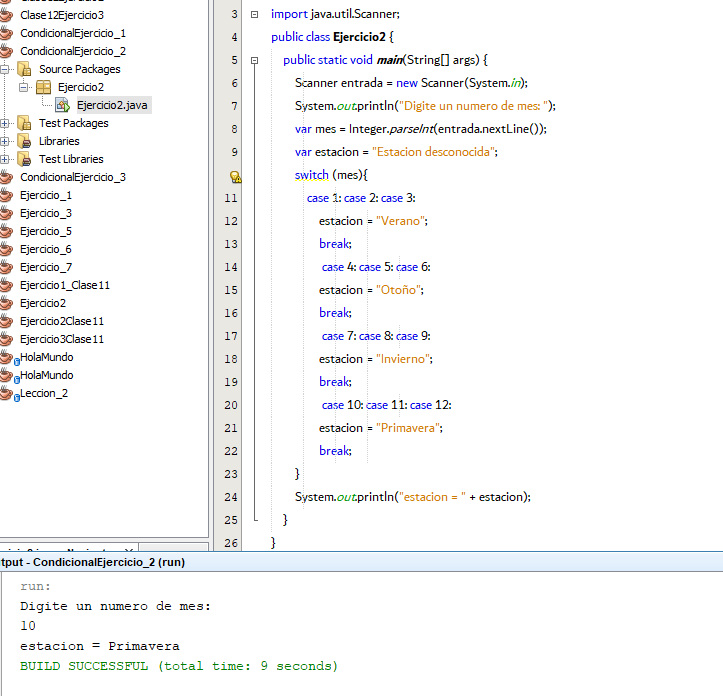 Clase12Ejercicio3
CondicionalEjercicio_1
CondicionalEjercicio_2
Source Packages
Ejercicio2
Ejercicio2.java
Test Packages
Libraries
Test Libraries
CondicionalEjercicio_3
Ejercicio_1
Ejercicio_3
Ejercicio_5
Ejercicio_6
Ejercicio_7
Ejercicio1_Clase11
Ejercicio2
Ejercicio2Clase11
Ejercicio3Clase11
HolaMundo
HolaMundo
Leccion_2
3 import java.util.Scanner;
4 public class Ejercicio2 {
5 public static void main(String[] args) {
6 Scanner entrada = new Scanner(System.in);
7 System.out.println("Digite un numero de mes: ");
8 var mes = Integer.parseInt(entrada.nextLine());
9 var estacion = "Estacion desconocida";
switch (mes){
11 case 1: case 2: case 3:
12 estacion = "Verano";
13 break;
14 case 4: case 5: case 6:
15 estacion = "Otoño";
16 break;
17 case 7: case 8: case 9:
18 estacion = "Invierno";
19 break;
20 case 10: case 11: case 12:
21 estacion = "Primavera";
22 break;
23 }
24 System.out.println("estacion = " + estacion);
25 }
26 }
tput - CondicionalEjercicio_2 (run)
run:
Digite un numero de mes:
10
estacion = Primavera
BUILD SUCCESSFUL (total time: 9 seconds)